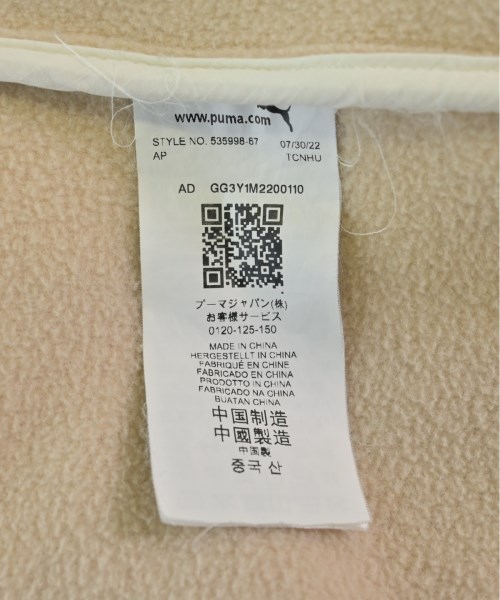 www.puma.com
STYLE NO. 535998-67 07/30/22
AP TCNHU
AD GG3Y1M2200110
プーマジャパン(株)
お客様サービス
0120-125-150
MADE IN CHINA
HERGESTELLT IN CHINA
FABRIQUÉ EN CHINE
FABRICADO EN CHINA
PRODOTTO IN CHINA
FABRICADO NA CHINA
BUATAN CHINA
中国制造
中國製造
中国製
중국 산